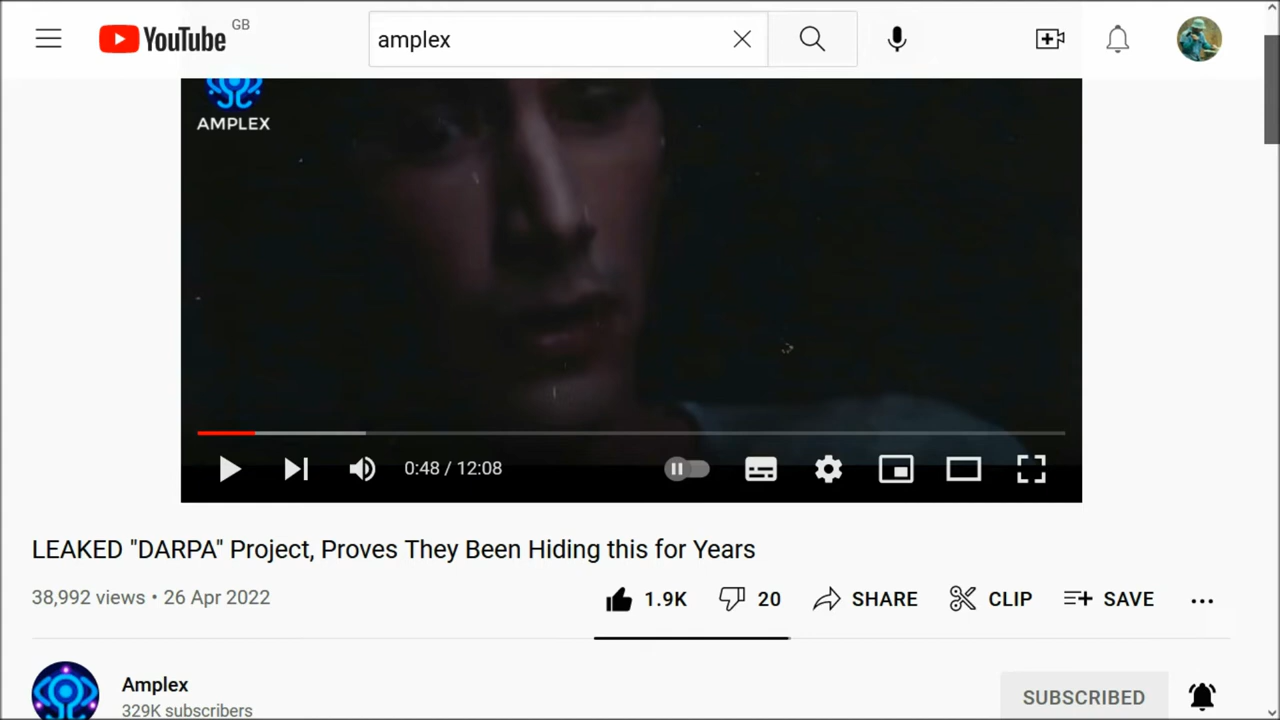 YouTube GB
amplex
AMPLEX
0:48 / 12:08
LEAKED "DARPA" Project, Proves They Been Hiding this for Years
38,992 views • 26 Apr 2022
1.9K
20
SHARE
CLIP
SAVE
Amplex
329K subscribers
SUBSCRIBED